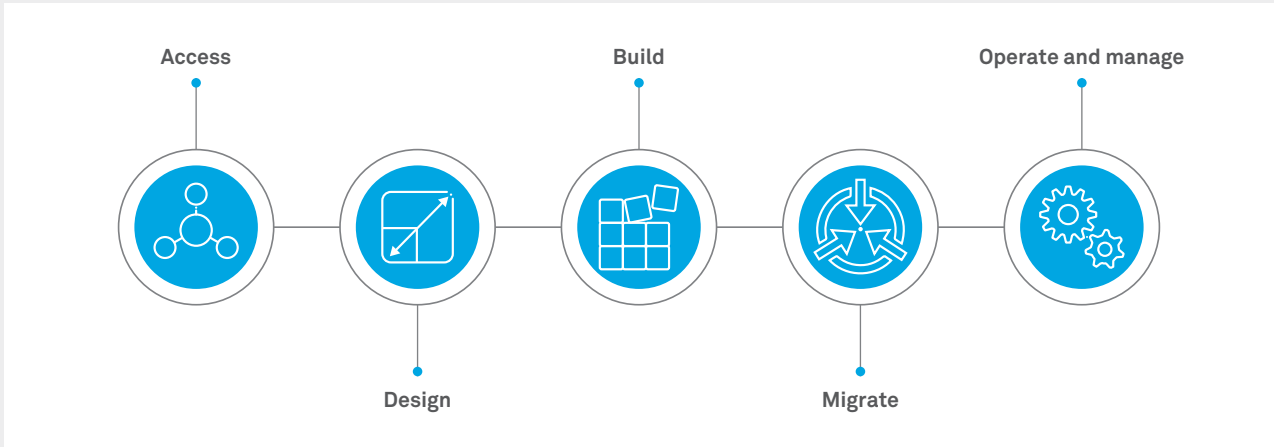 Access
Build
Operate and manage
Design
Migrate